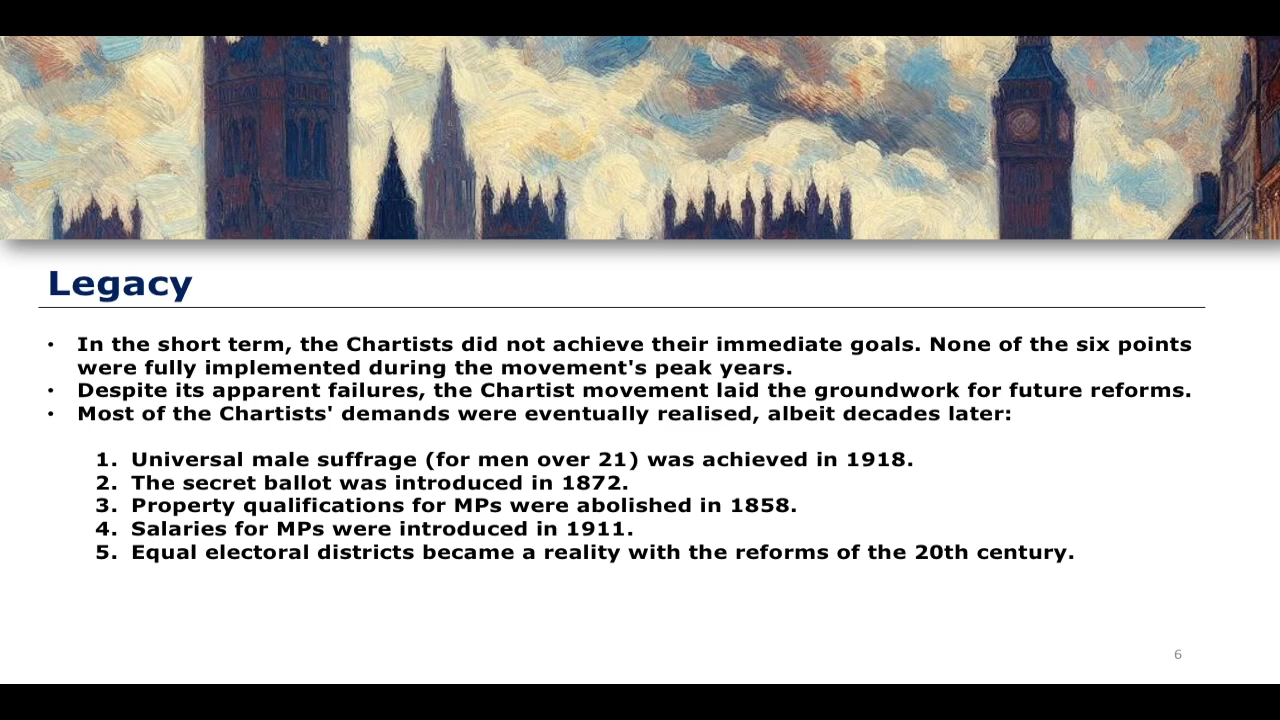 Legacy
• In the short term, the Chartists did not achieve their immediate goals. None of the six points
were fully implemented during the movement's peak years.
• Despite its apparent failures, the Chartist movement laid the groundwork for future reforms.
• Most of the Chartists' demands were eventually realised, albeit decades later:
1. Universal male suffrage (for men over 21) was achieved in 1918.
2. The secret ballot was introduced in 1872.
3. Property qualifications for MPs were abolished in 1858.
4. Salaries for MPs were introduced in 1911.
5. Equal electoral districts became a reality with the reforms of the 20th century.
6